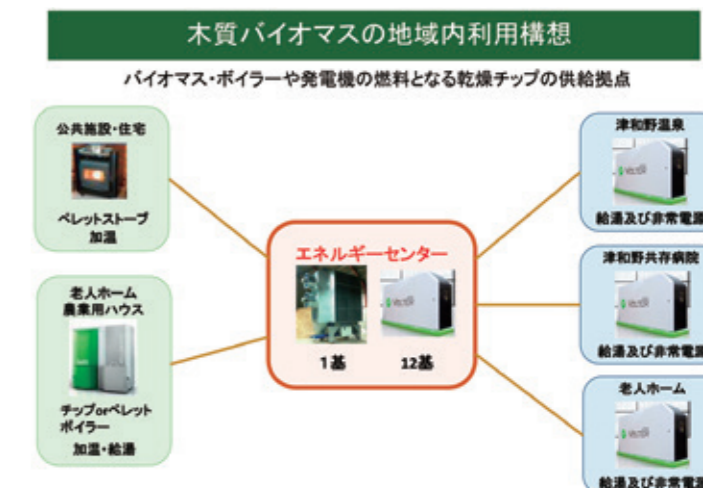 木質バイオマスの地域内利用構想
バイオマス・ボイラーや発電機の燃料となる乾燥チップの供給拠点
公共施設・住宅
ペレットストーブ
加温
老人ホーム
農業用ハウス
チップorペレット
ボイラー
加温・給湯
エネルギーセンター
1基
12基
津和野温泉
給湯及び非常電源
津和野共存病院
給湯及び非常電源
老人ホーム
給湯及び非常電源